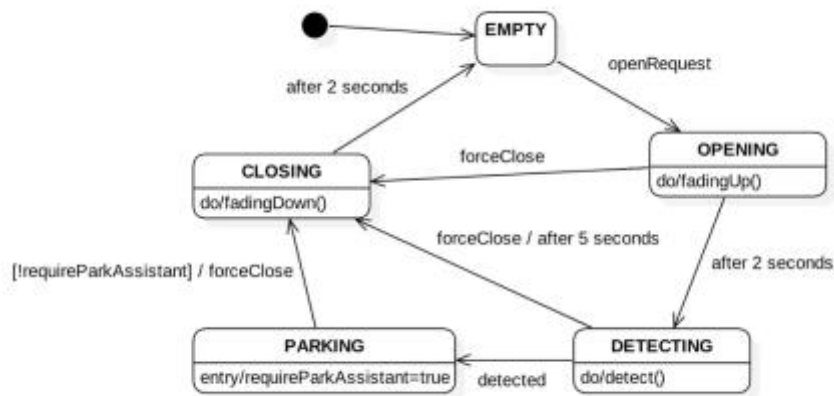 EMPTY
openRequest
after 2 seconds
OPENING
do/fadingUp()
forceClose
CLOSING
do/fadingDown()
forceClose / after 5 seconds
after 2 seconds
[!requireParkAssistant] / forceClose
PARKING
entry/requireParkAssistant=true
detected
DETECTING
do/detect()